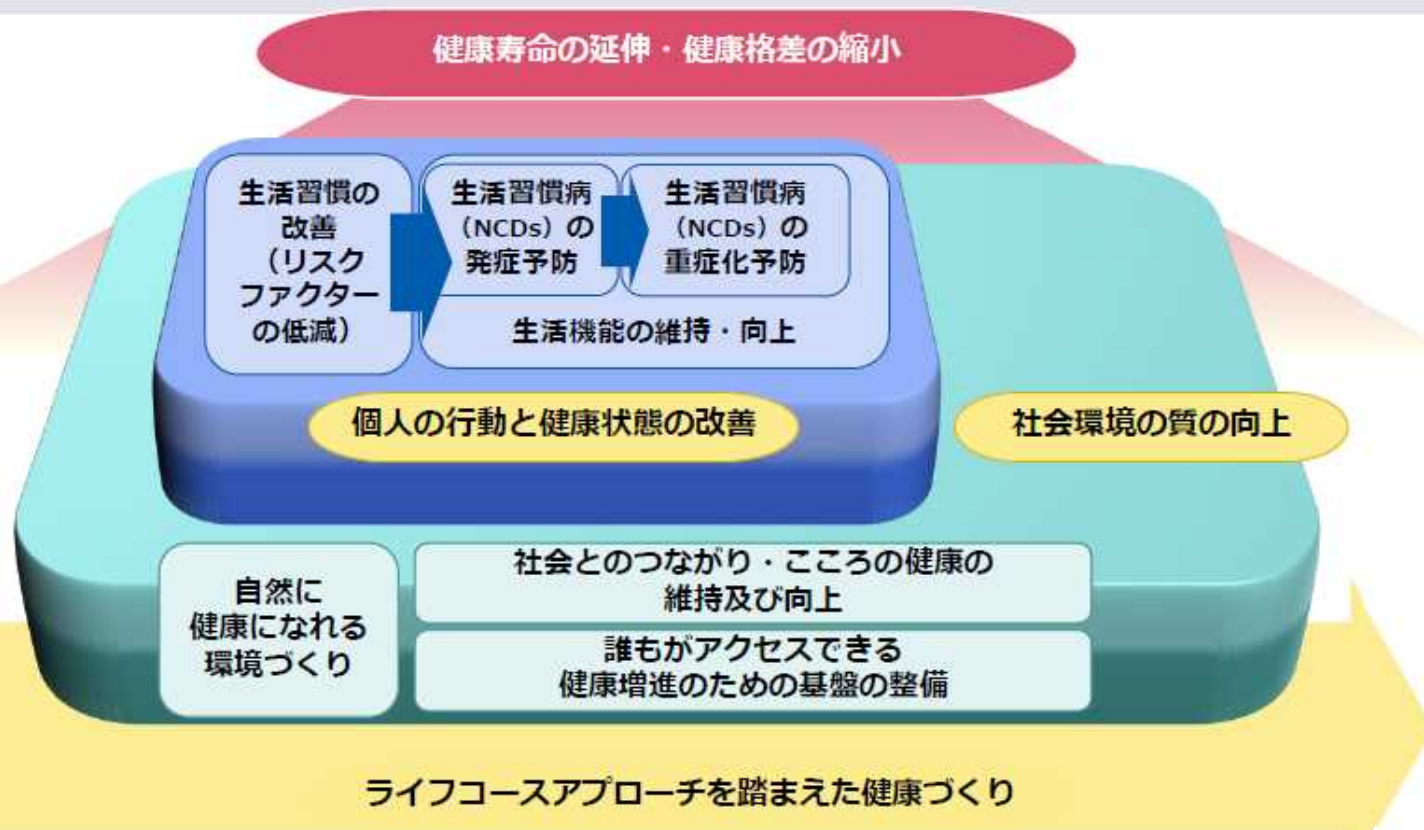 健康寿命の延伸・健康格差の縮小
生活習慣の
改善
（リスク
ファクター
の低減）
生活習慣病
（NCDs）の
発症予防
生活習慣病
（NCDs）の
重症化予防
生活機能の維持・向上
個人の行動と健康状態の改善
社会環境の質の向上
自然に
健康になれる
環境づくり
社会とのつながり・こころの健康の
維持及び向上
誰もがアクセスできる
健康増進のための基盤の整備
ライフコースアプローチを踏まえた健康づくり